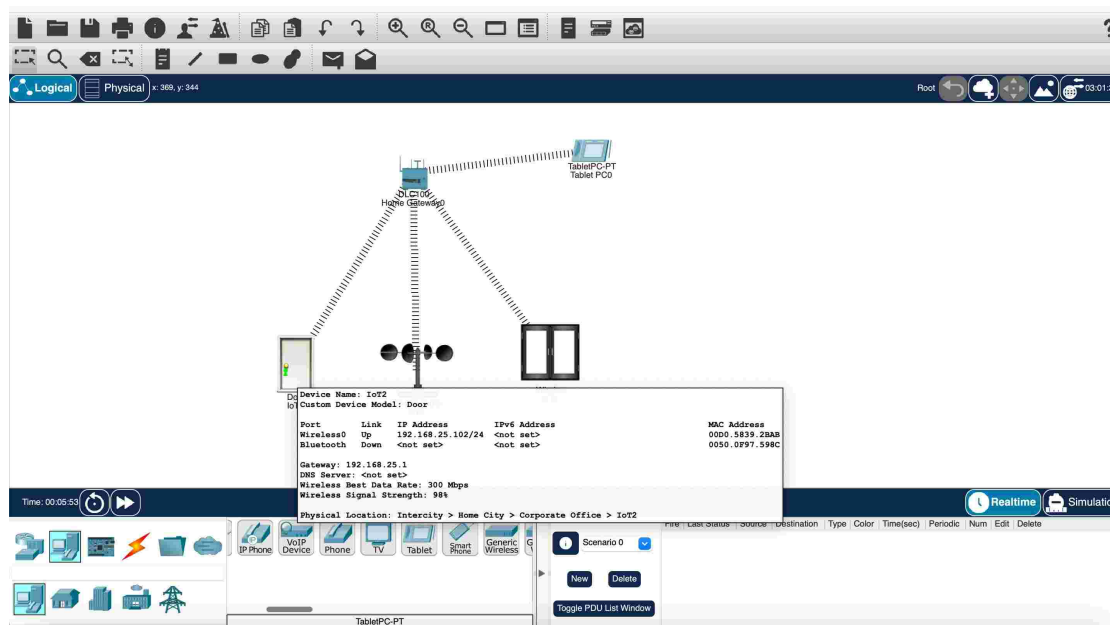 ?
Logical
Physical
x: 369, y: 344
Root
03:01:
TabletPC-PT
Tablet PC0
DLC100
Home Gateway0
Do
IoT
Device Name: IoT2
Custom Device Model: Door
Port Link IP Address IPv6 Address MAC Address
Wireless0 Up 192.168.25.102/24 <not set> 00D0.5839.2BAB
Bluetooth Down <not set> <not set> 0050.0F97.598C
Gateway: 192.168.25.1
DNS Server: <not set>
Wireless Best Data Rate: 300 Mbps
Wireless Signal Strength: 98%
Physical Location: Intercity > Home City > Corporate Office > IoT2
Time: 00:05:53
Realtime
Simulatio
Fire Last Status Source Destination Type Color Time(sec) Periodic Num Edit Delete
IP Phone
VoIP
Device
Phone
TV
Tablet
Smart
Phone
Generic
Wireless
G
Scenario 0
New
Delete
Toggle PDU List Window
TabletPC-PT